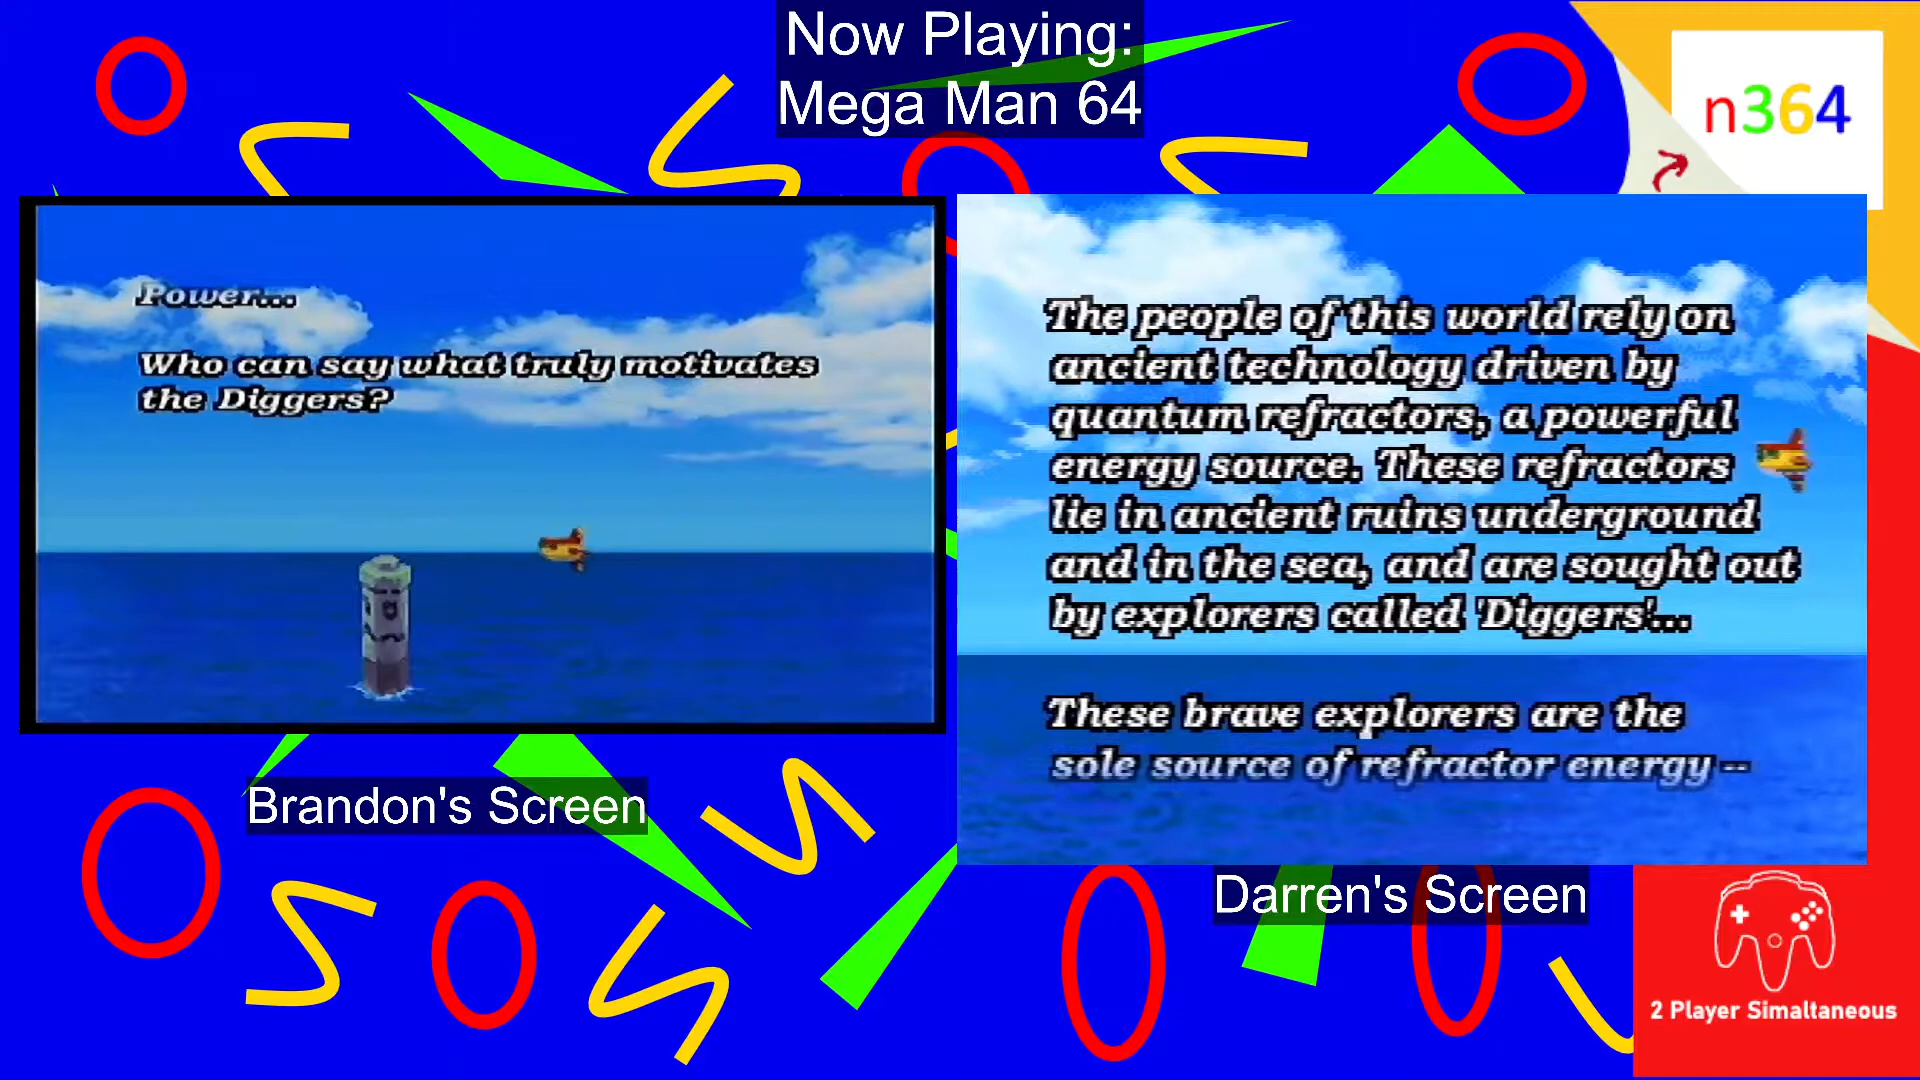 Now Playing:
Mega Man 64
n364
Power...
Who can say what truly motivates
the Diggers?
The people of this world rely on
ancient technology driven by
quantum refractors, a powerful
energy source. These refractors
lie in ancient ruins underground
and in the sea, and are sought out
by explorers called 'Diggers'...
These brave explorers are the
sole source of refractor energy --
Brandon's Screen
Darren's Screen
2 Player Simaltaneous